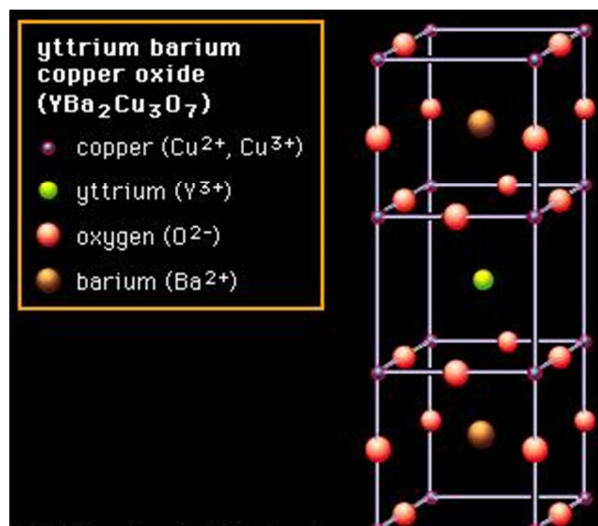 yttrium barium
copper oxide
(YBa₂Cu₃O₇)
copper (Cu²⁺, Cu³⁺)
yttrium (Y³⁺)
oxygen (O²⁻)
barium (Ba²⁺)